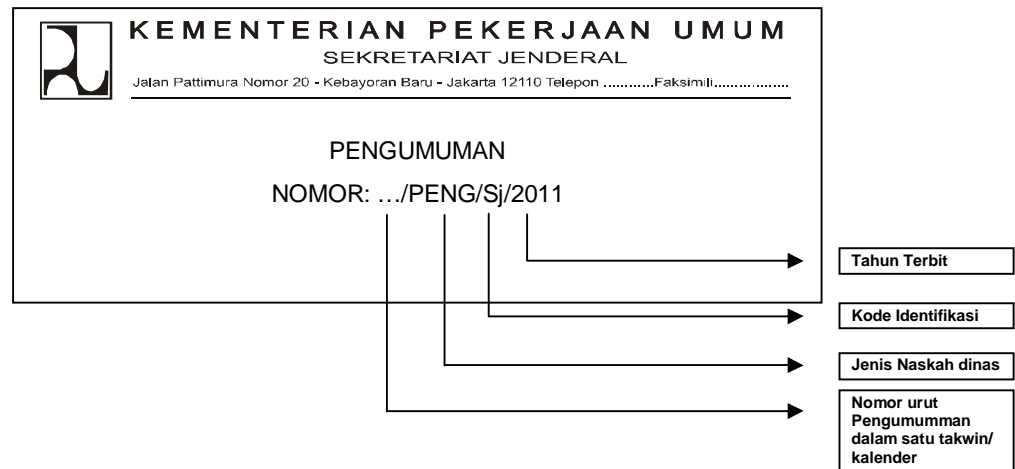 KEMENTERIAN PEKERJAAN UMUM
SEKRETARIAT JENDERAL
Jalan Pattimura Nomor 20 - Kebayoran Baru - Jakarta 12110 Telepon ............Faksimili.................
PENGUMUMAN
NOMOR: …/PENG/Sj/2011
Tahun Terbit
Kode Identifikasi
Jenis Naskah dinas
Nomor urut
Pengumumman
dalam satu takwin/
kalender